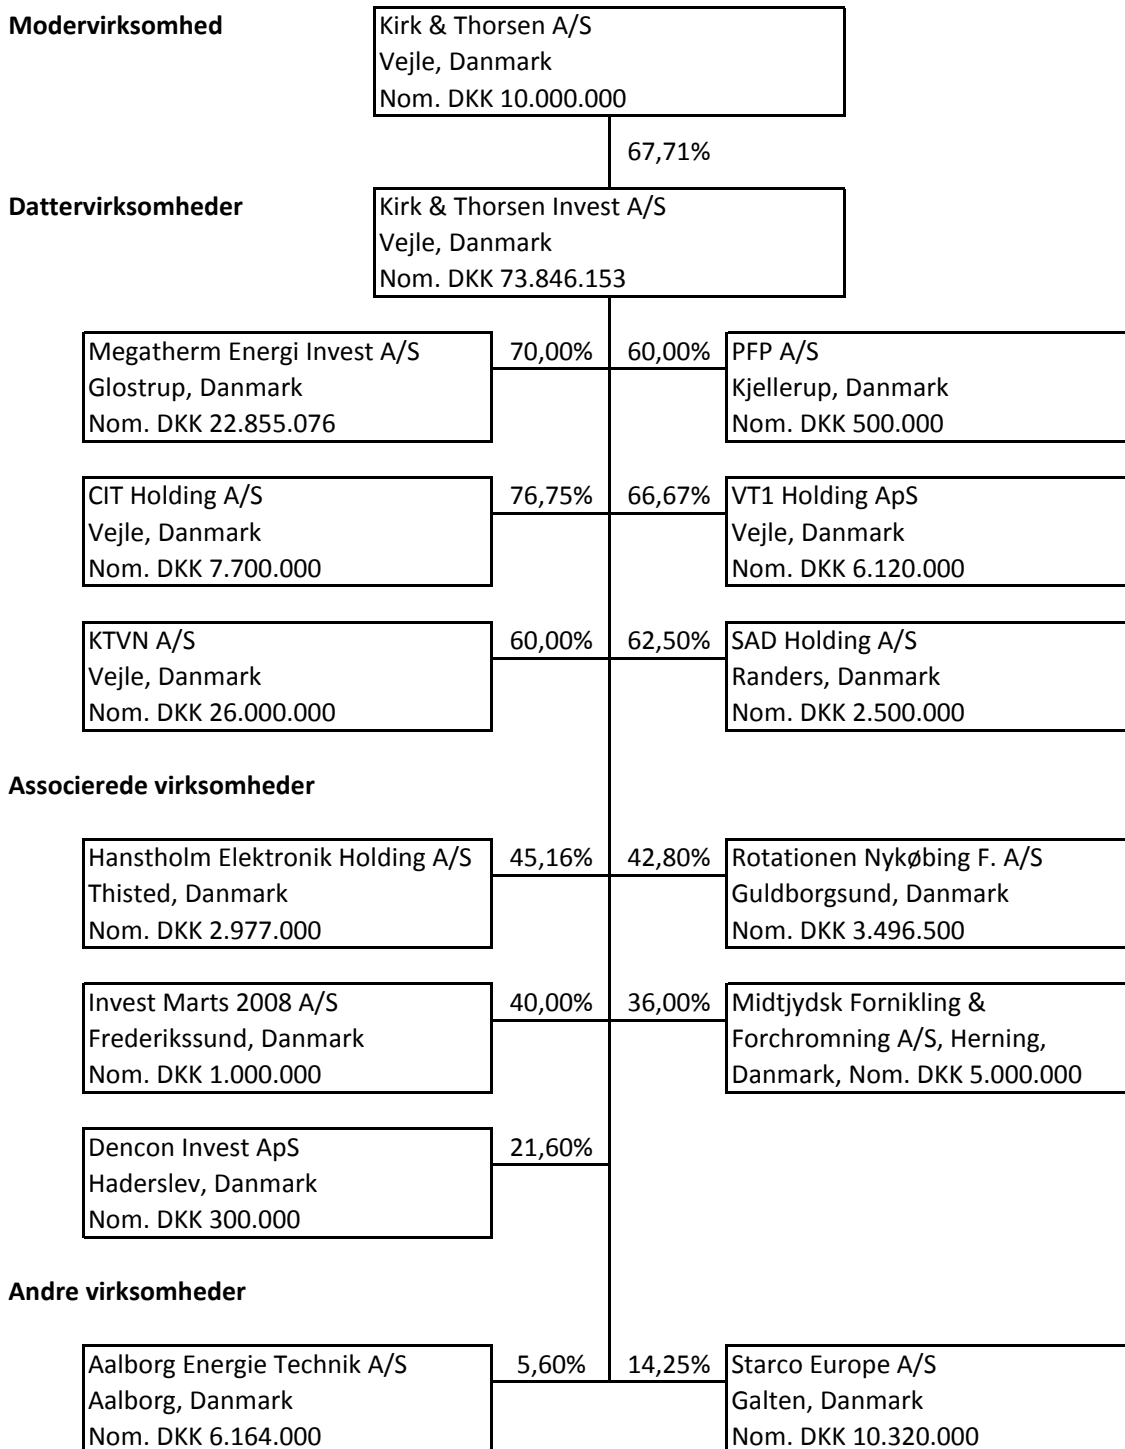 Modervirksomhed
Kirk & Thorsen A/S
Vejle, Danmark
Nom. DKK 10.000.000
67,71%
Dattervirksomheder
Kirk & Thorsen Invest A/S
Vejle, Danmark
Nom. DKK 73.846.153
Megatherm Energi Invest A/S
Glostrup, Danmark
Nom. DKK 22.855.076
70,00%
60,00%
PFP A/S
Kjellerup, Danmark
Nom. DKK 500.000
CIT Holding A/S
Vejle, Danmark
Nom. DKK 7.700.000
76,75%
66,67%
VT1 Holding ApS
Vejle, Danmark
Nom. DKK 6.120.000
KTVN A/S
Vejle, Danmark
Nom. DKK 26.000.000
60,00%
62,50%
SAD Holding A/S
Randers, Danmark
Nom. DKK 2.500.000
Associerede virksomheder
Hanstholm Elektronik Holding A/S
Thisted, Danmark
Nom. DKK 2.977.000
45,16%
42,80%
Rotationen Nykøbing F. A/S
Guldborgsund, Danmark
Nom. DKK 3.496.500
Invest Marts 2008 A/S
Frederikssund, Danmark
Nom. DKK 1.000.000
40,00%
36,00%
Midtjydsk Fornikling &
Forchromning A/S, Herning,
Danmark, Nom. DKK 5.000.000
Dencon Invest ApS
Haderslev, Danmark
Nom. DKK 300.000
21,60%
Andre virksomheder
Aalborg Energie Technik A/S
Aalborg, Danmark
Nom. DKK 6.164.000
5,60%
14,25%
Starco Europe A/S
Galten, Danmark
Nom. DKK 10.320.000